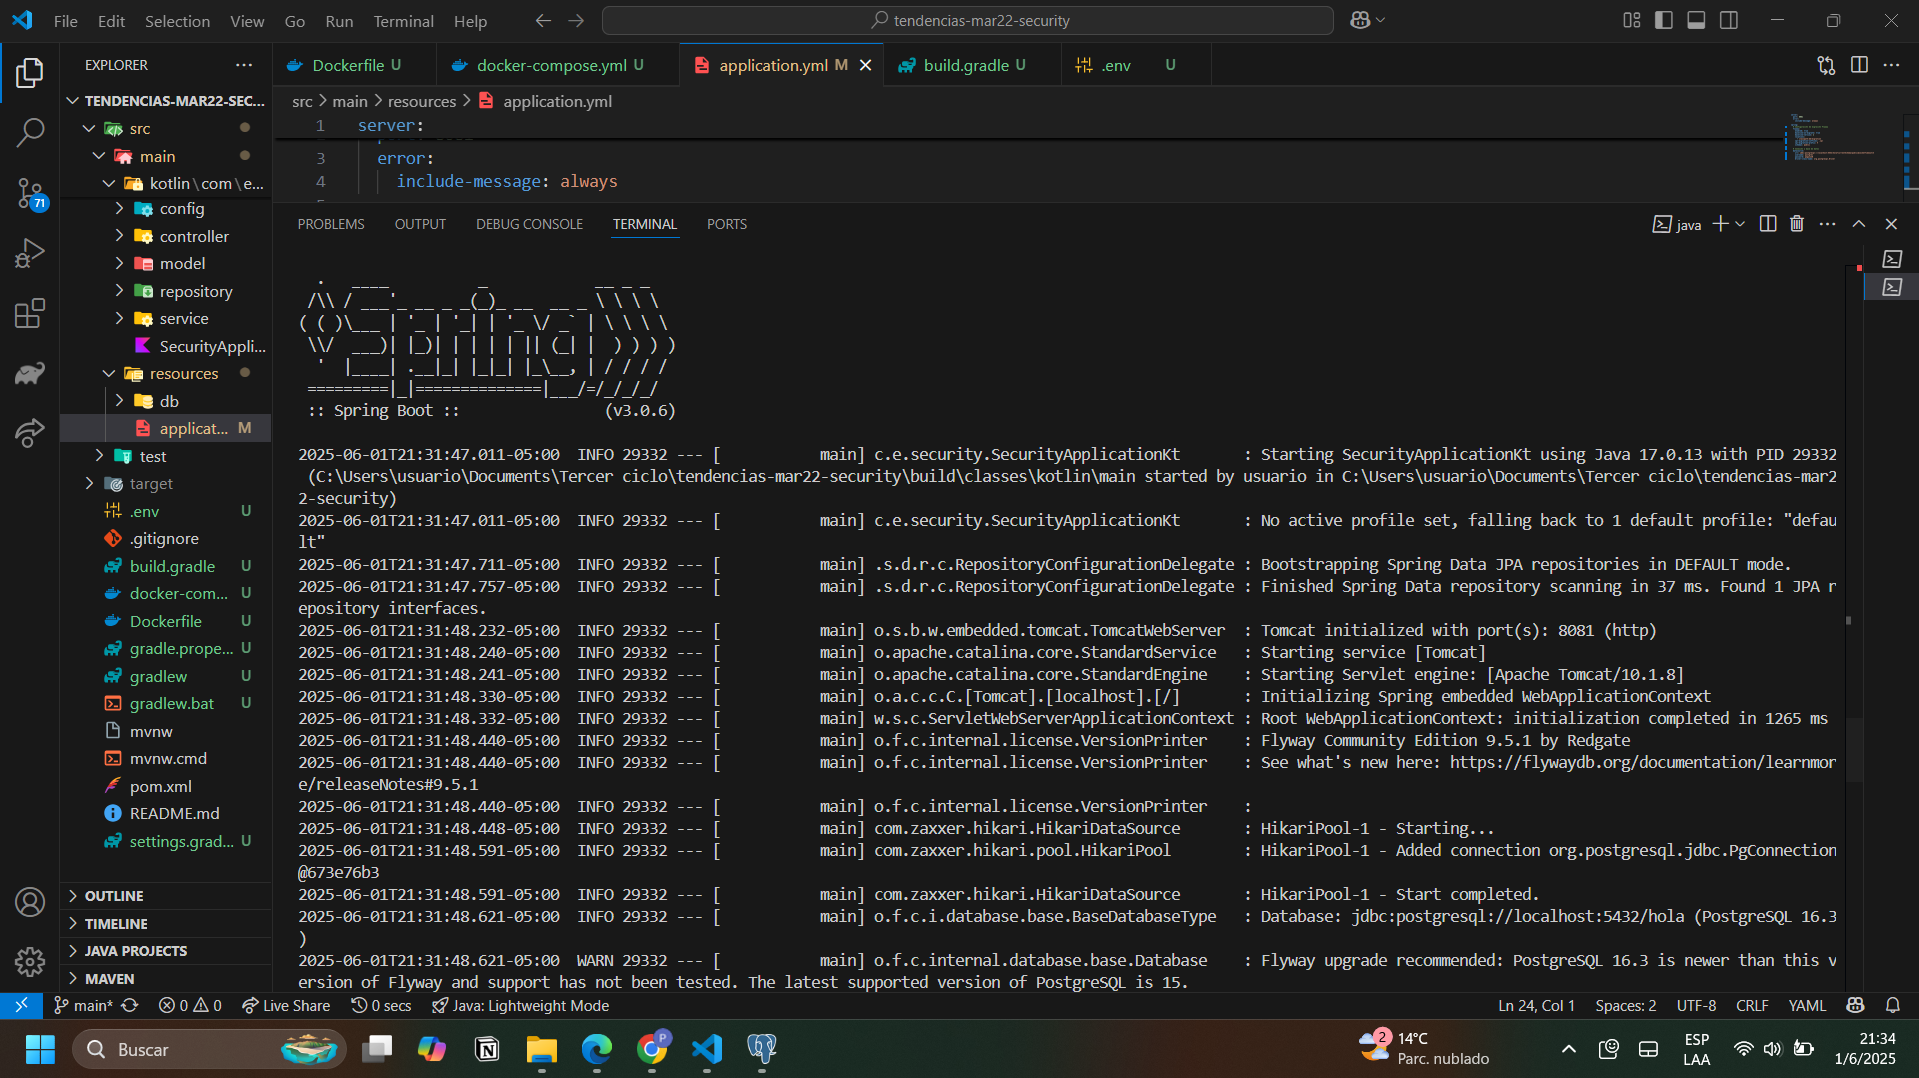 File Edit Selection View Go Run Terminal Help
tendencias-mar22-security
EXPLORER
TENDENCIAS-MAR22-SEC...
src
main
kotlin\com\e...
config
controller
model
repository
service
SecurityAppli...
resources
db
applicat... M
test
target
.env U
.gitignore
build.gradle U
docker-com... U
Dockerfile U
gradle.prope... U
gradlew U
gradlew.bat U
mvnw
mvnw.cmd
pom.xml
README.md
settings.grad... U
OUTLINE
TIMELINE
JAVA PROJECTS
MAVEN
71
Dockerfile U docker-compose.yml U application.yml M build.gradle U .env U
src > main > resources > application.yml
1 server:
3 error:
4 include-message: always
PROBLEMS OUTPUT DEBUG CONSOLE TERMINAL PORTS
java
:: Spring Boot :: (v3.0.6)
2025-06-01T21:31:47.011-05:00 INFO 29332 --- [ main] c.e.security.SecurityApplicationKt : Starting SecurityApplicationKt using Java 17.0.13 with PID 29332
(C:\Users\usuario\Documents\Tercer ciclo\tendencias-mar22-security\build\classes\kotlin\main started by usuario in C:\Users\usuario\Documents\Tercer ciclo\tendencias-mar2
2-security)
2025-06-01T21:31:47.011-05:00 INFO 29332 --- [ main] c.e.security.SecurityApplicationKt : No active profile set, falling back to 1 default profile: "defau
lt"
2025-06-01T21:31:47.711-05:00 INFO 29332 --- [ main] .s.d.r.c.RepositoryConfigurationDelegate : Bootstrapping Spring Data JPA repositories in DEFAULT mode.
2025-06-01T21:31:47.757-05:00 INFO 29332 --- [ main] .s.d.r.c.RepositoryConfigurationDelegate : Finished Spring Data repository scanning in 37 ms. Found 1 JPA r
epository interfaces.
2025-06-01T21:31:48.232-05:00 INFO 29332 --- [ main] o.s.b.w.embedded.tomcat.TomcatWebServer : Tomcat initialized with port(s): 8081 (http)
2025-06-01T21:31:48.240-05:00 INFO 29332 --- [ main] o.apache.catalina.core.StandardService : Starting service [Tomcat]
2025-06-01T21:31:48.241-05:00 INFO 29332 --- [ main] o.apache.catalina.core.StandardEngine : Starting Servlet engine: [Apache Tomcat/10.1.8]
2025-06-01T21:31:48.330-05:00 INFO 29332 --- [ main] o.a.c.c.C.[Tomcat].[localhost].[/] : Initializing Spring embedded WebApplicationContext
2025-06-01T21:31:48.332-05:00 INFO 29332 --- [ main] w.s.c.ServletWebServerApplicationContext : Root WebApplicationContext: initialization completed in 1265 ms
2025-06-01T21:31:48.440-05:00 INFO 29332 --- [ main] o.f.c.internal.license.VersionPrinter : Flyway Community Edition 9.5.1 by Redgate
2025-06-01T21:31:48.440-05:00 INFO 29332 --- [ main] o.f.c.internal.license.VersionPrinter : See what's new here: https://flywaydb.org/documentation/learnmor
e/releaseNotes#9.5.1
2025-06-01T21:31:48.440-05:00 INFO 29332 --- [ main] o.f.c.internal.license.VersionPrinter :
2025-06-01T21:31:48.448-05:00 INFO 29332 --- [ main] com.zaxxer.hikari.HikariDataSource : HikariPool-1 - Starting...
2025-06-01T21:31:48.591-05:00 INFO 29332 --- [ main] com.zaxxer.hikari.pool.HikariPool : HikariPool-1 - Added connection org.postgresql.jdbc.PgConnection
@673e76b3
2025-06-01T21:31:48.591-05:00 INFO 29332 --- [ main] com.zaxxer.hikari.HikariDataSource : HikariPool-1 - Start completed.
2025-06-01T21:31:48.621-05:00 INFO 29332 --- [ main] o.f.c.i.database.base.BaseDatabaseType : Database: jdbc:postgresql://localhost:5432/hola (PostgreSQL 16.3
)
2025-06-01T21:31:48.621-05:00 WARN 29332 --- [ main] o.f.c.internal.database.base.Database : Flyway upgrade recommended: PostgreSQL 16.3 is newer than this v
ersion of Flyway and support has not been tested. The latest supported version of PostgreSQL is 15.
main* 0 0 Live Share 0 secs Java: Lightweight Mode Ln 24, Col 1 Spaces: 2 UTF-8 CRLF YAML
Buscar
2
14°C
Parc. nublado
ESP
LAA
21:34
1/6/2025